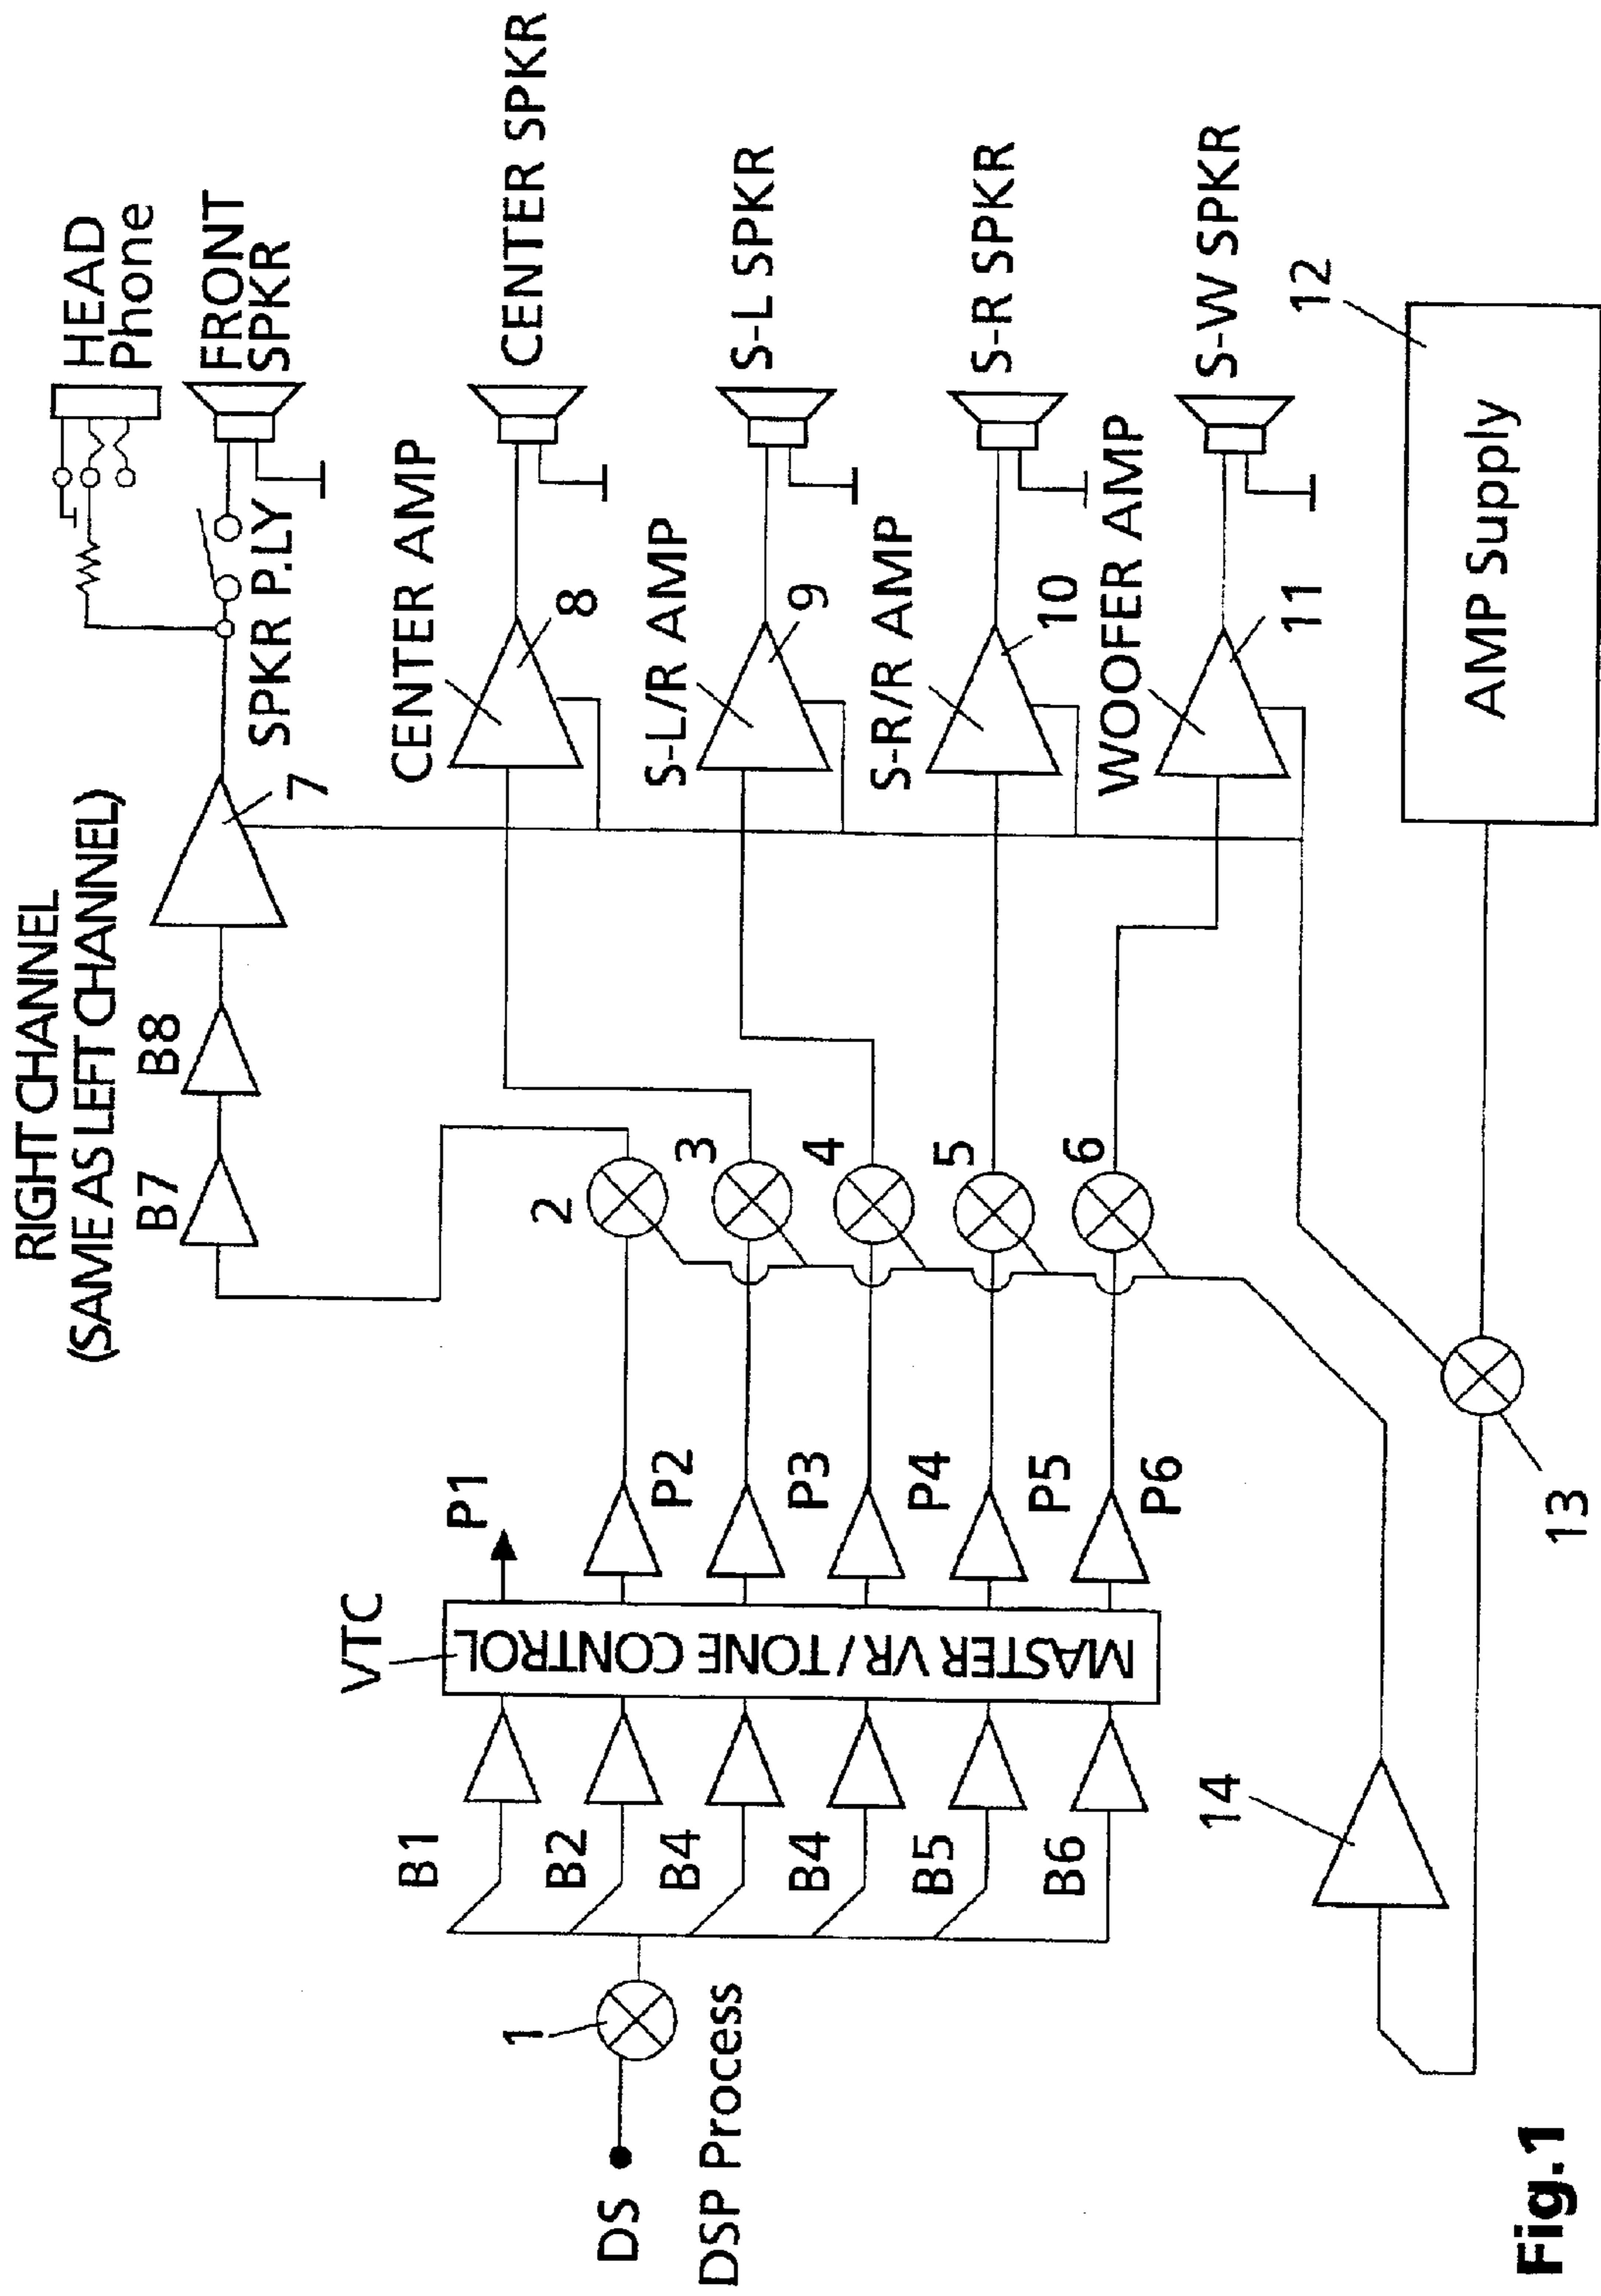 RIGHT CHANNEL
(SAME AS LEFT CHANNEL)
HEAD
Phone
FRONT
SPKR
B7
B8
7
SPKR P.LY
CENTER AMP
CENTER SPKR
8
S-L/R AMP
S-L SPKR
9
S-R/R AMP
S-R SPKR
10
WOOFER AMP
S-W SPKR
11
VTC
P1
B1
B2
B4
B4
B5
B6
MASTER VR / TONE CONTROL
P2
P3
P4
P5
P6
2
3
4
5
6
1
DS
DSP Process
14
13
12
AMP Supply
Fig.1